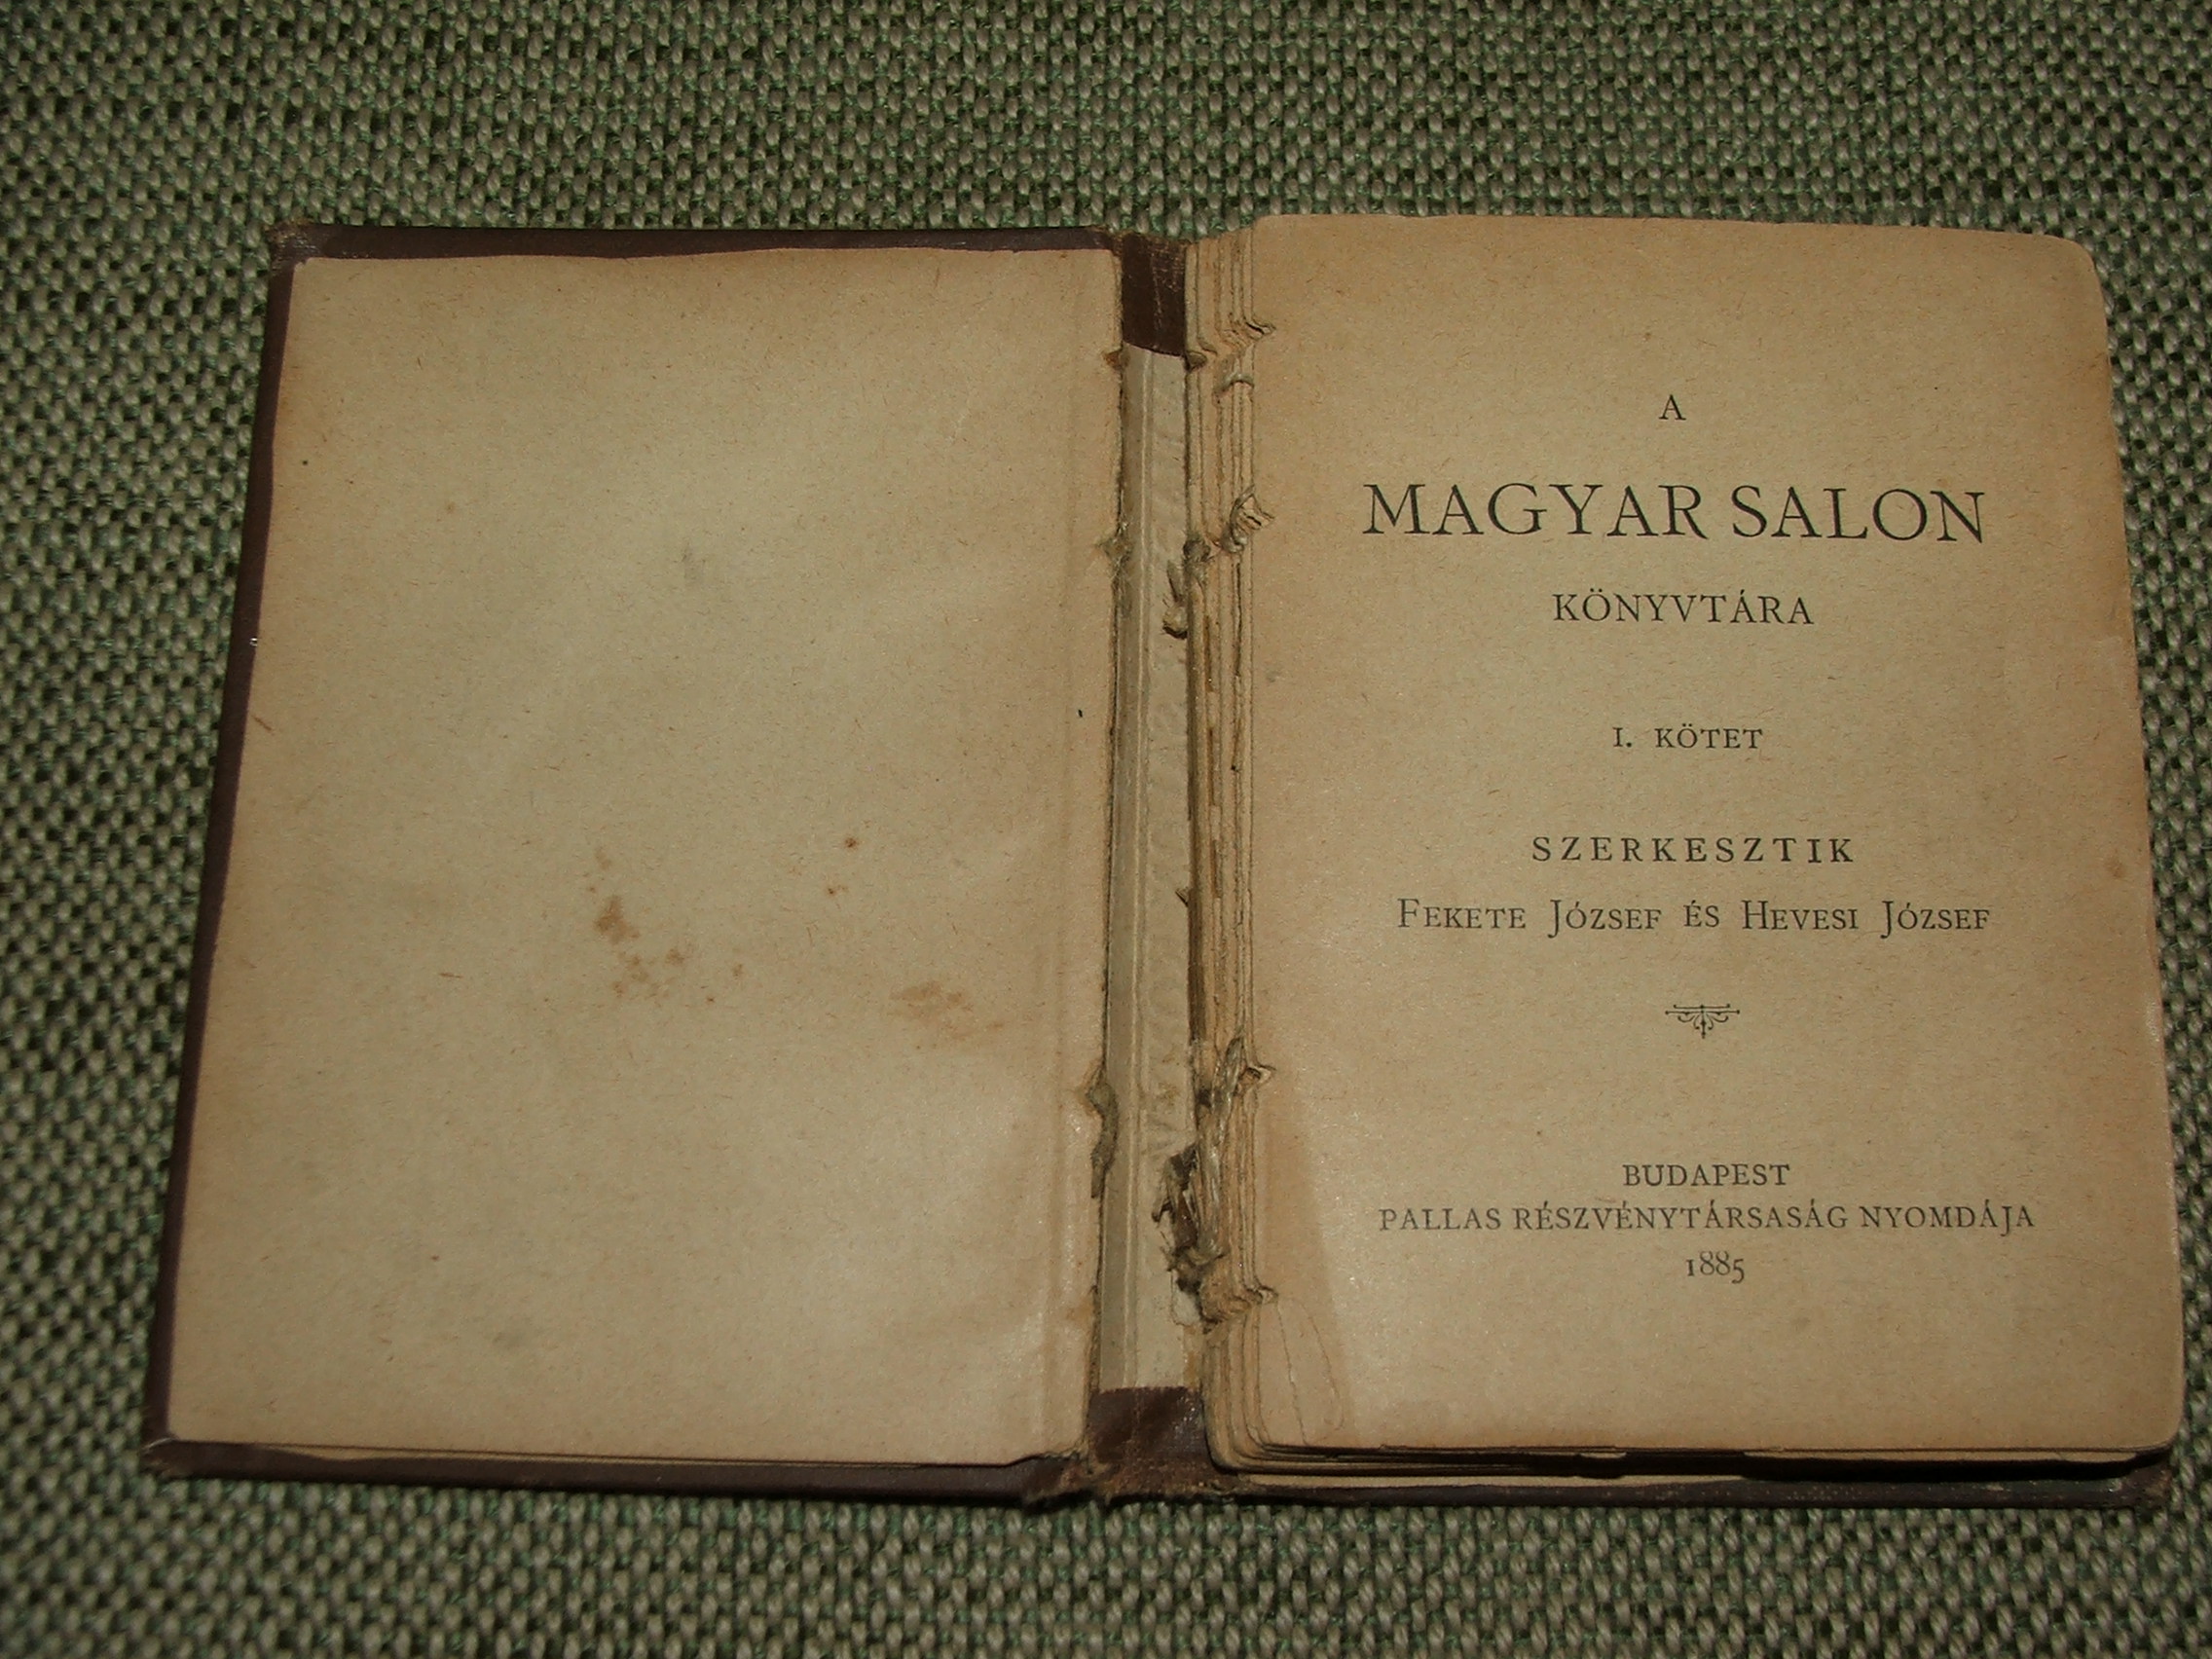 A
MAGYAR SALON
KÖNYVTÁRA
I. KÖTET
SZERKESZTIK
FEKETE JÓZSEF ÉS HEVESI JÓZSEF
BUDAPEST
PALLAS RÉSZVÉNYTÁRSASÁG NYOMDÁJA
1885